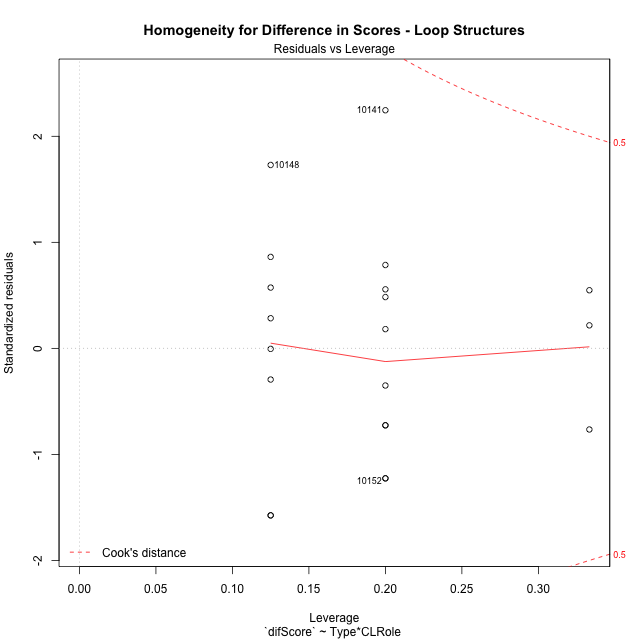 Homogeneity for Difference in Scores - Loop Structures
Residuals vs Leverage
10141
0.5
10148
2
1
0
-1
-2
Standardized residuals
10152
0.5
Cook's distance
0.00 0.05 0.10 0.15 0.20 0.25 0.30
Leverage
`difScore` ~ Type*CLRole